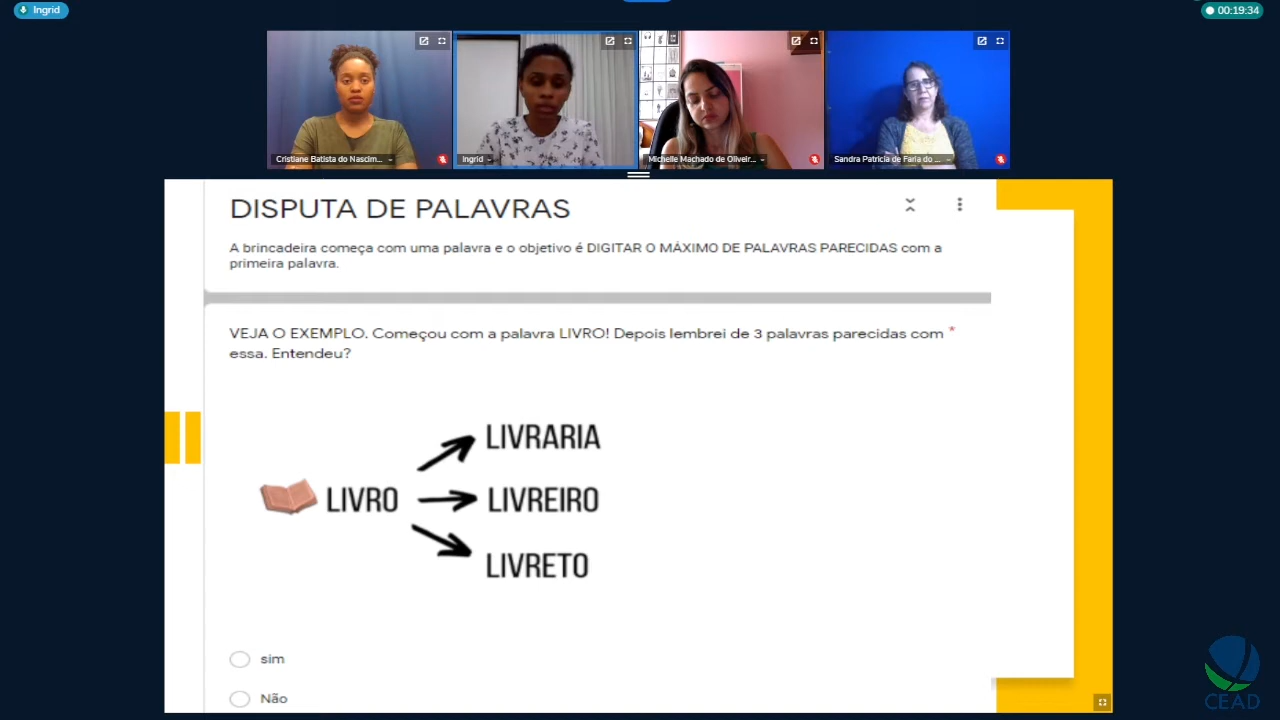 Ingrid
00:19:34
Cristiane Batista do Nascim...
Ingrid
Michelle Machado de Oliveir...
Sandra Patricia de Faria do ...
DISPUTA DE PALAVRAS
A brincadeira começa com uma palavra e o objetivo é DIGITAR O MÁXIMO DE PALAVRAS PARECIDAS com a
primeira palavra.
VEJA O EXEMPLO. Começou com a palavra LIVRO! Depois lembrei de 3 palavras parecidas com *
essa. Entendeu?
LIVRARIA
LIVRO
LIVREIRO
LIVRETO
sim
Não
CEAD